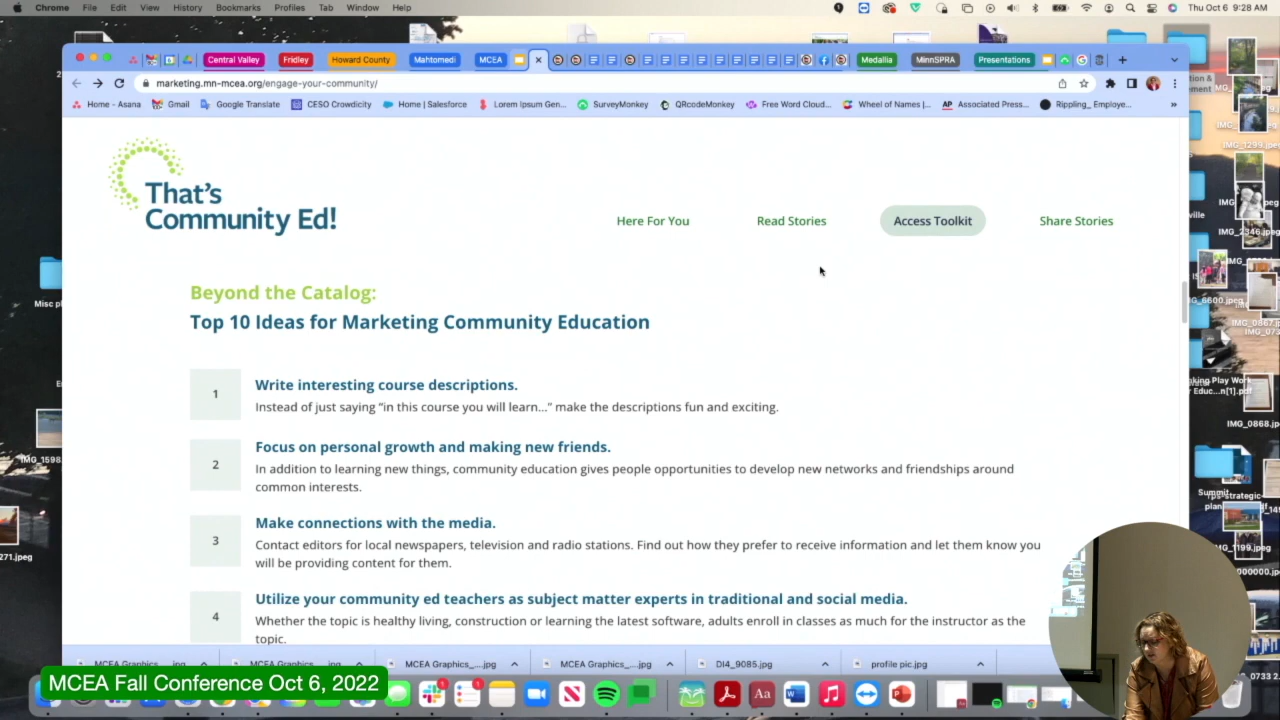 Chrome File Edit View History Bookmarks Profiles Tab Window Help Thu Oct 6 9:28 AM
Central Valley Fridley Howard County Mahtomedi MCEA Medallia MinnSPRA Presentations
marketing.mn-mcea.org/engage-your-community/
Home - Asana Gmail Google Translate CESO Crowdicity Home | Salesforce Lorem Ipsum Gen... SurveyMonkey QRcodeMonkey Free Word Cloud... Wheel of Names |... Associated Press... Rippling_ Employe... »
That's
Community Ed!
Here For You Read Stories Access Toolkit Share Stories
Beyond the Catalog:
Top 10 Ideas for Marketing Community Education
1 Write interesting course descriptions.
Instead of just saying “in this course you will learn...” make the descriptions fun and exciting.
2 Focus on personal growth and making new friends.
In addition to learning new things, community education gives people opportunities to develop new networks and friendships around
common interests.
3 Make connections with the media.
Contact editors for local newspapers, television and radio stations. Find out how they prefer to receive information and let them know you
will be providing content for them.
4 Utilize your community ed teachers as subject matter experts in traditional and social media.
Whether the topic is healthy living, construction or learning the latest software, adults enroll in classes as much for the instructor as the
topic.
MCEA Graphics_....jpg MCEA Graphics_....jpg DI4_9085.jpg profile pic.jpg
MCEA Fall Conference Oct 6, 2022
IMG_1299.jpeg
IMG_2346.jpeg
IMG_0868.jp
Summit